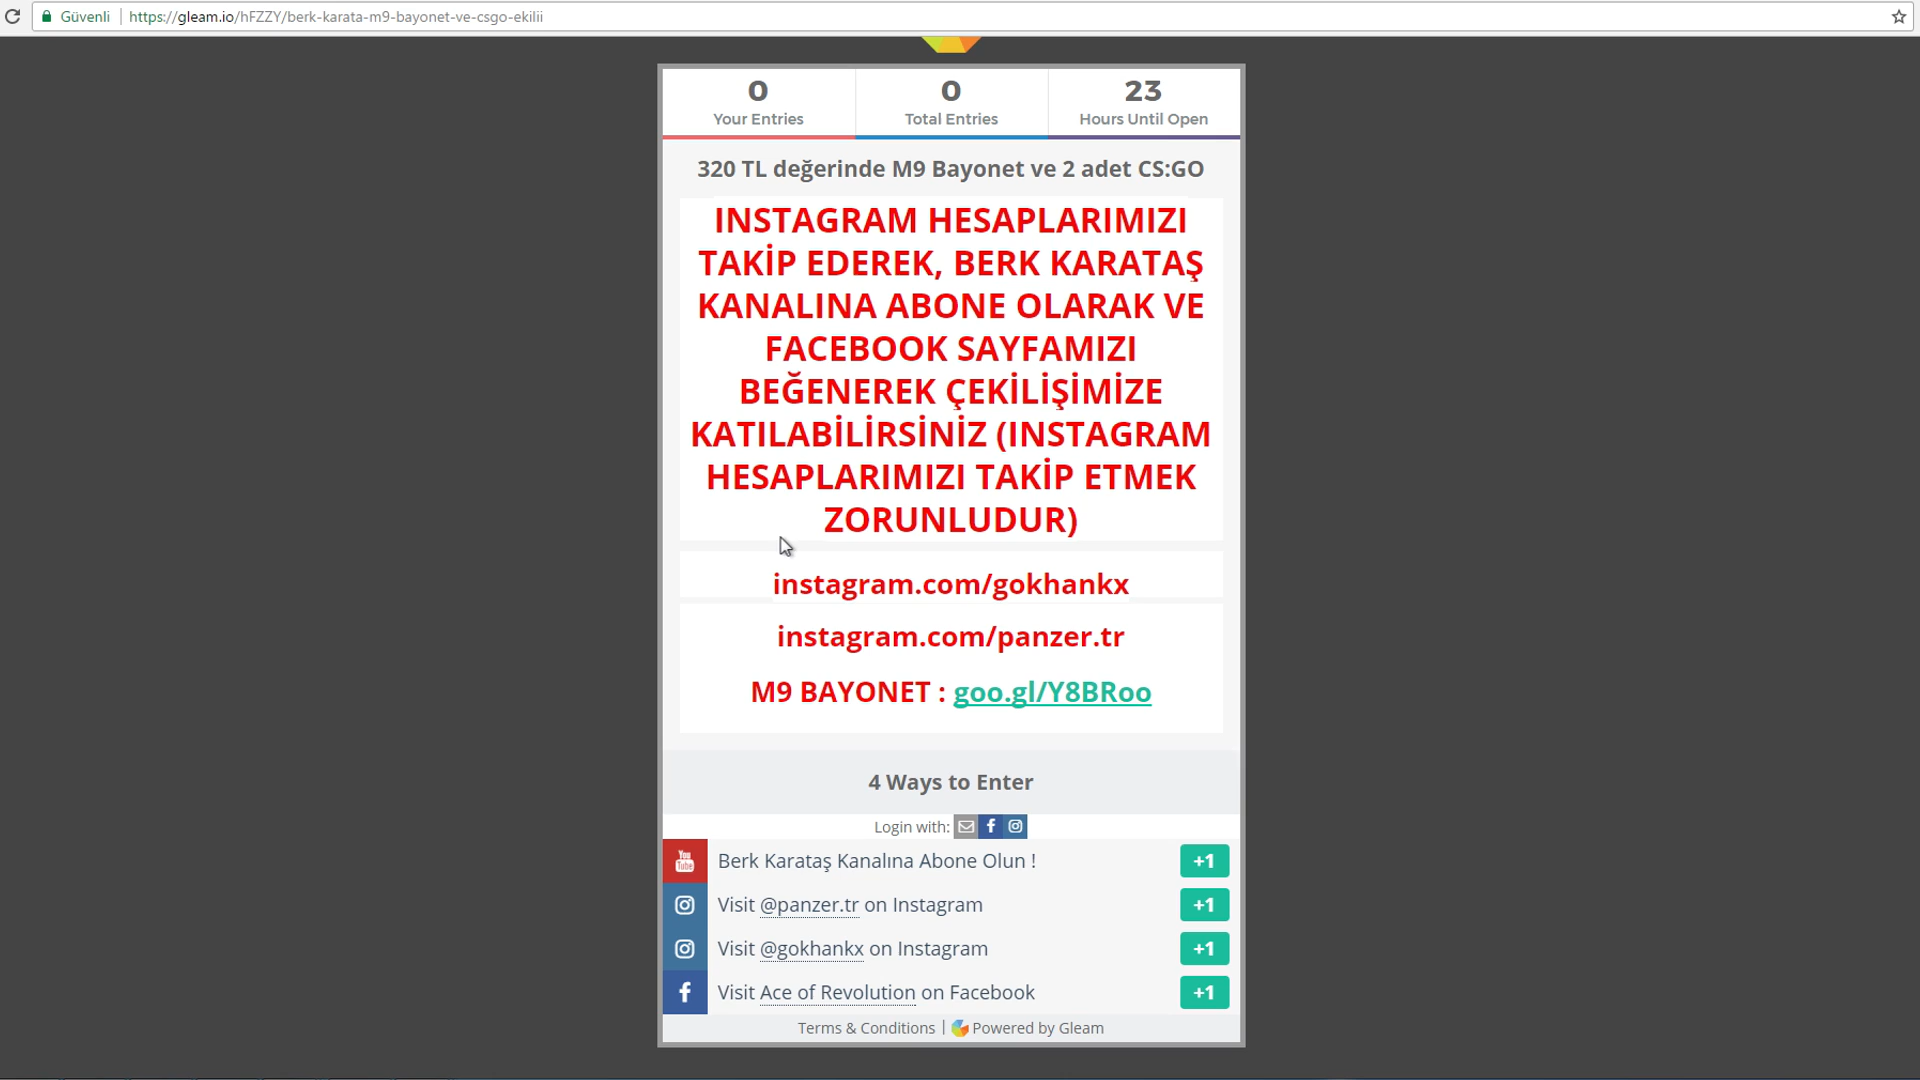 Güvenli
https://gleam.io/hFZZY/berk-karata-m9-bayonet-ve-csgo-ekilii
0 0 23
Your Entries Total Entries Hours Until Open
320 TL değerinde M9 Bayonet ve 2 adet CS:GO
INSTAGRAM HESAPLARIMIZI
TAKİP EDEREK, BERK KARATAŞ
KANALINA ABONE OLARAK VE
FACEBOOK SAYFAMIZI
BEĞENEREK ÇEKİLİŞİMİZE
KATILABİLİRSİNİZ (INSTAGRAM
HESAPLARIMIZI TAKİP ETMEK
ZORUNLUDUR)
instagram.com/gokhankx
instagram.com/panzer.tr
M9 BAYONET : goo.gl/Y8BRoo
4 Ways to Enter
Login with:
You Tube Berk Karataş Kanalına Abone Olun ! +1
Visit @panzer.tr on Instagram +1
Visit @gokhankx on Instagram +1
Visit Ace of Revolution on Facebook +1
Terms & Conditions | Powered by Gleam